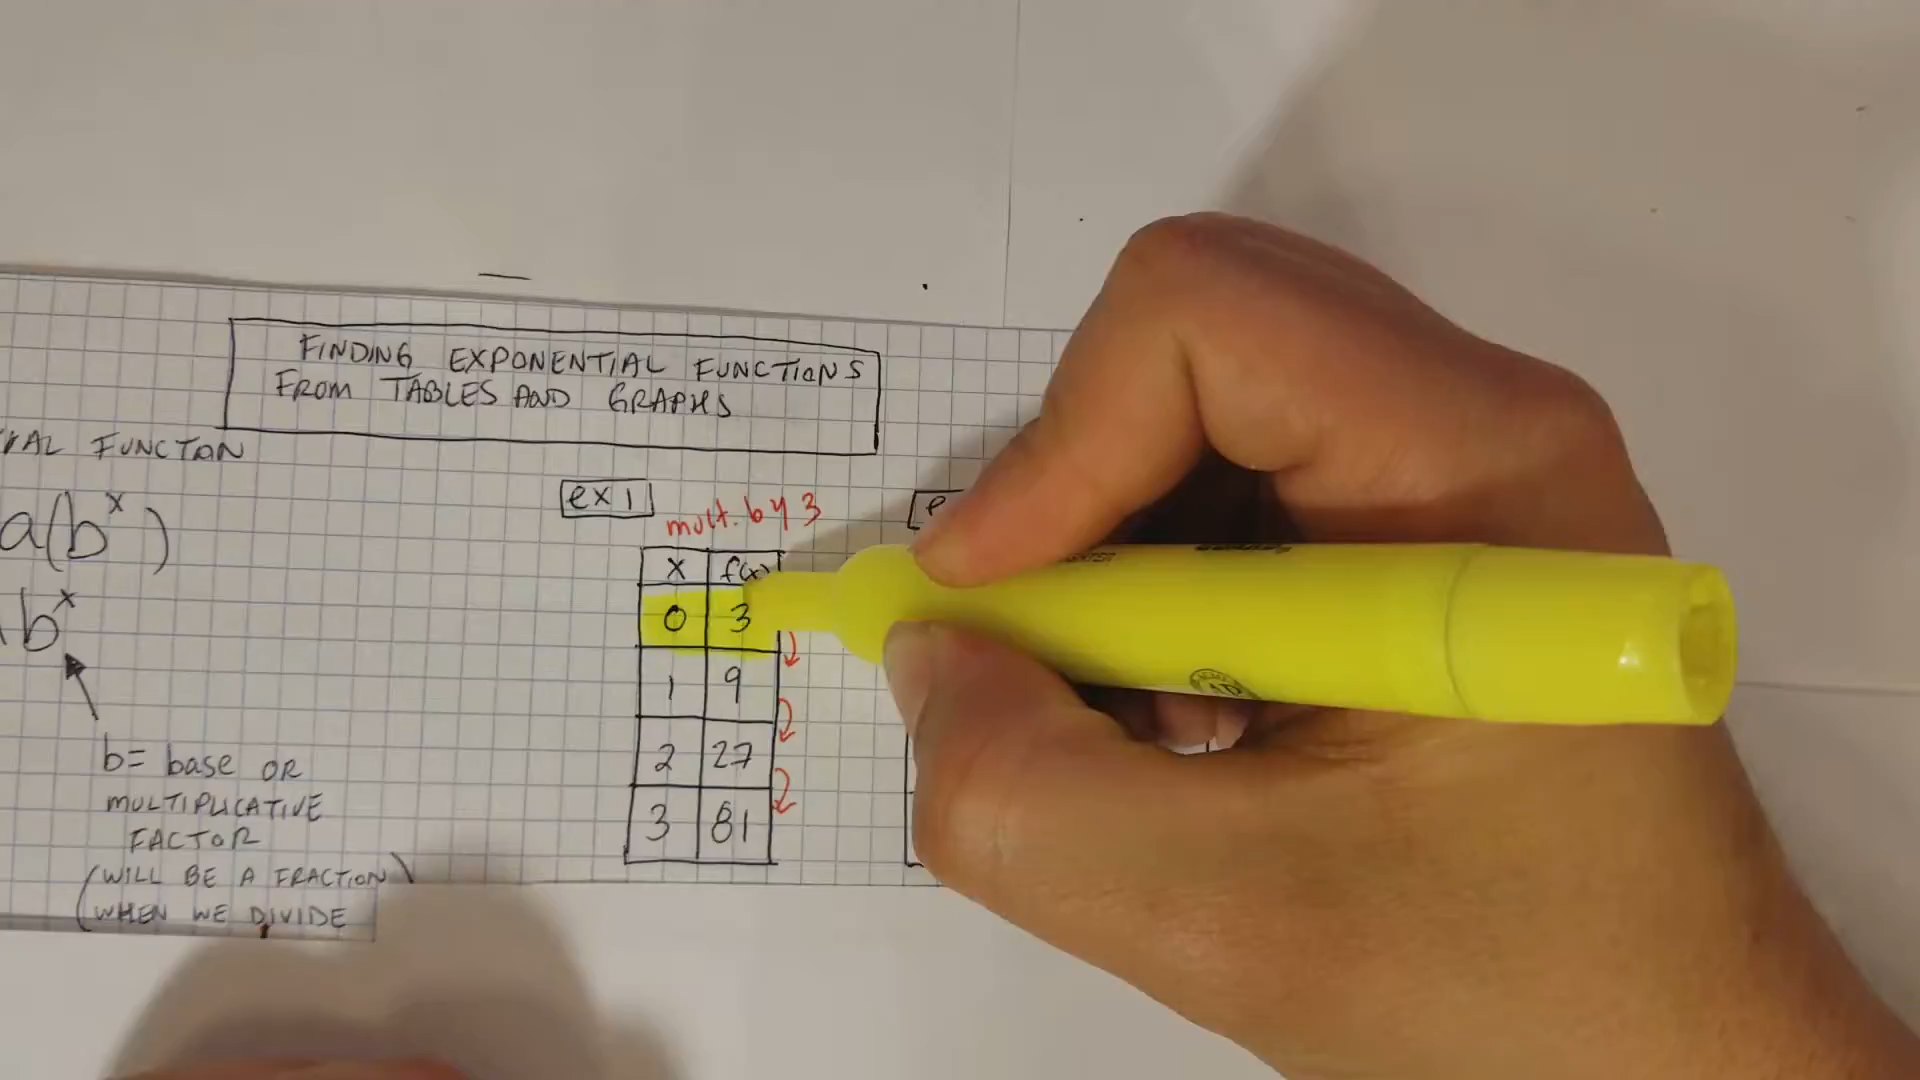 FINDING EXPONENTIAL FUNCTIONS
FROM TABLES AND GRAPHS
FUNCTON
a(b^x)
b^x
b= base OR
MULTIPLICATIVE
FACTOR
(WILL BE A FRACTION)
(WHEN WE DIVIDE
ex 1
mult. by 3
x f(x)
0 3
1 9
2 27
3 81